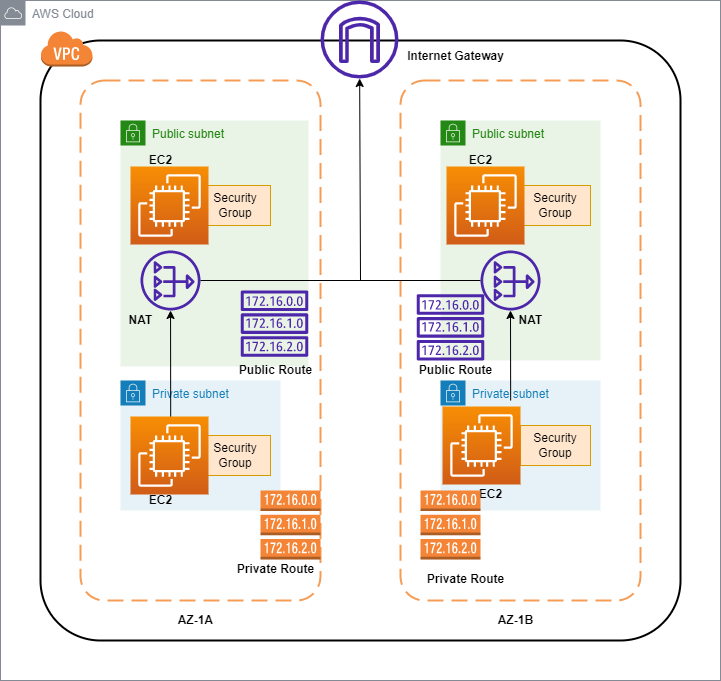 AWS Cloud
VPC
Internet Gateway
Public subnet
EC2
Security
Group
NAT
172.16.0.0
172.16.1.0
172.16.2.0
Public Route
Private subnet
Security
Group
EC2
172.16.0.0
172.16.1.0
172.16.2.0
Private Route
AZ-1A
Public subnet
EC2
Security
Group
NAT
172.16.0.0
172.16.1.0
172.16.2.0
Public Route
Private subnet
Security
Group
EC2
172.16.0.0
172.16.1.0
172.16.2.0
Private Route
AZ-1B